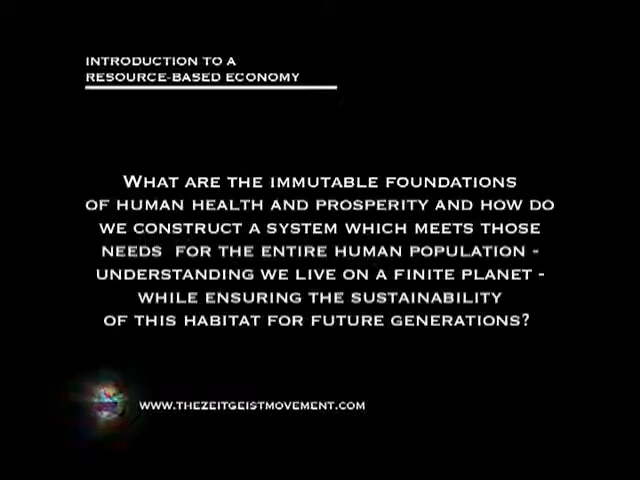 INTRODUCTION TO A
RESOURCE-BASED ECONOMY
WHAT ARE THE IMMUTABLE FOUNDATIONS
OF HUMAN HEALTH AND PROSPERITY AND HOW DO
WE CONSTRUCT A SYSTEM WHICH MEETS THOSE
NEEDS FOR THE ENTIRE HUMAN POPULATION -
UNDERSTANDING WE LIVE ON A FINITE PLANET -
WHILE ENSURING THE SUSTAINABILITY
OF THIS HABITAT FOR FUTURE GENERATIONS?
WWW.THEZEITGEISTMOVEMENT.COM